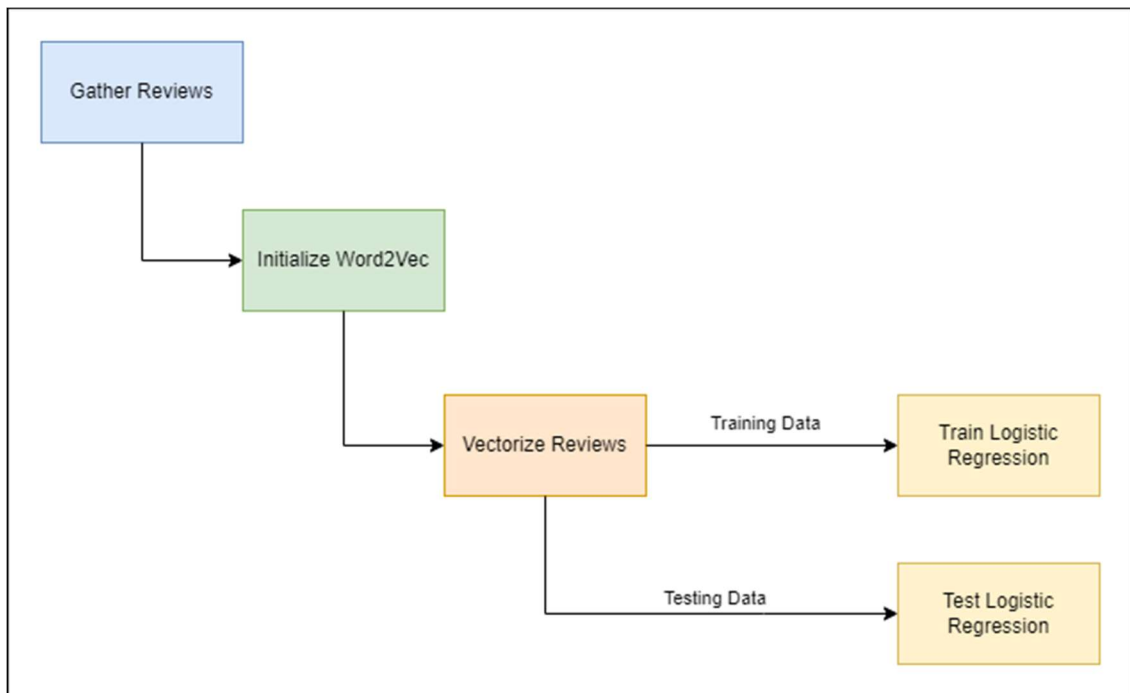 Gather Reviews
Initialize Word2Vec
Vectorize Reviews
Training Data
Train Logistic
Regression
Testing Data
Test Logistic
Regression